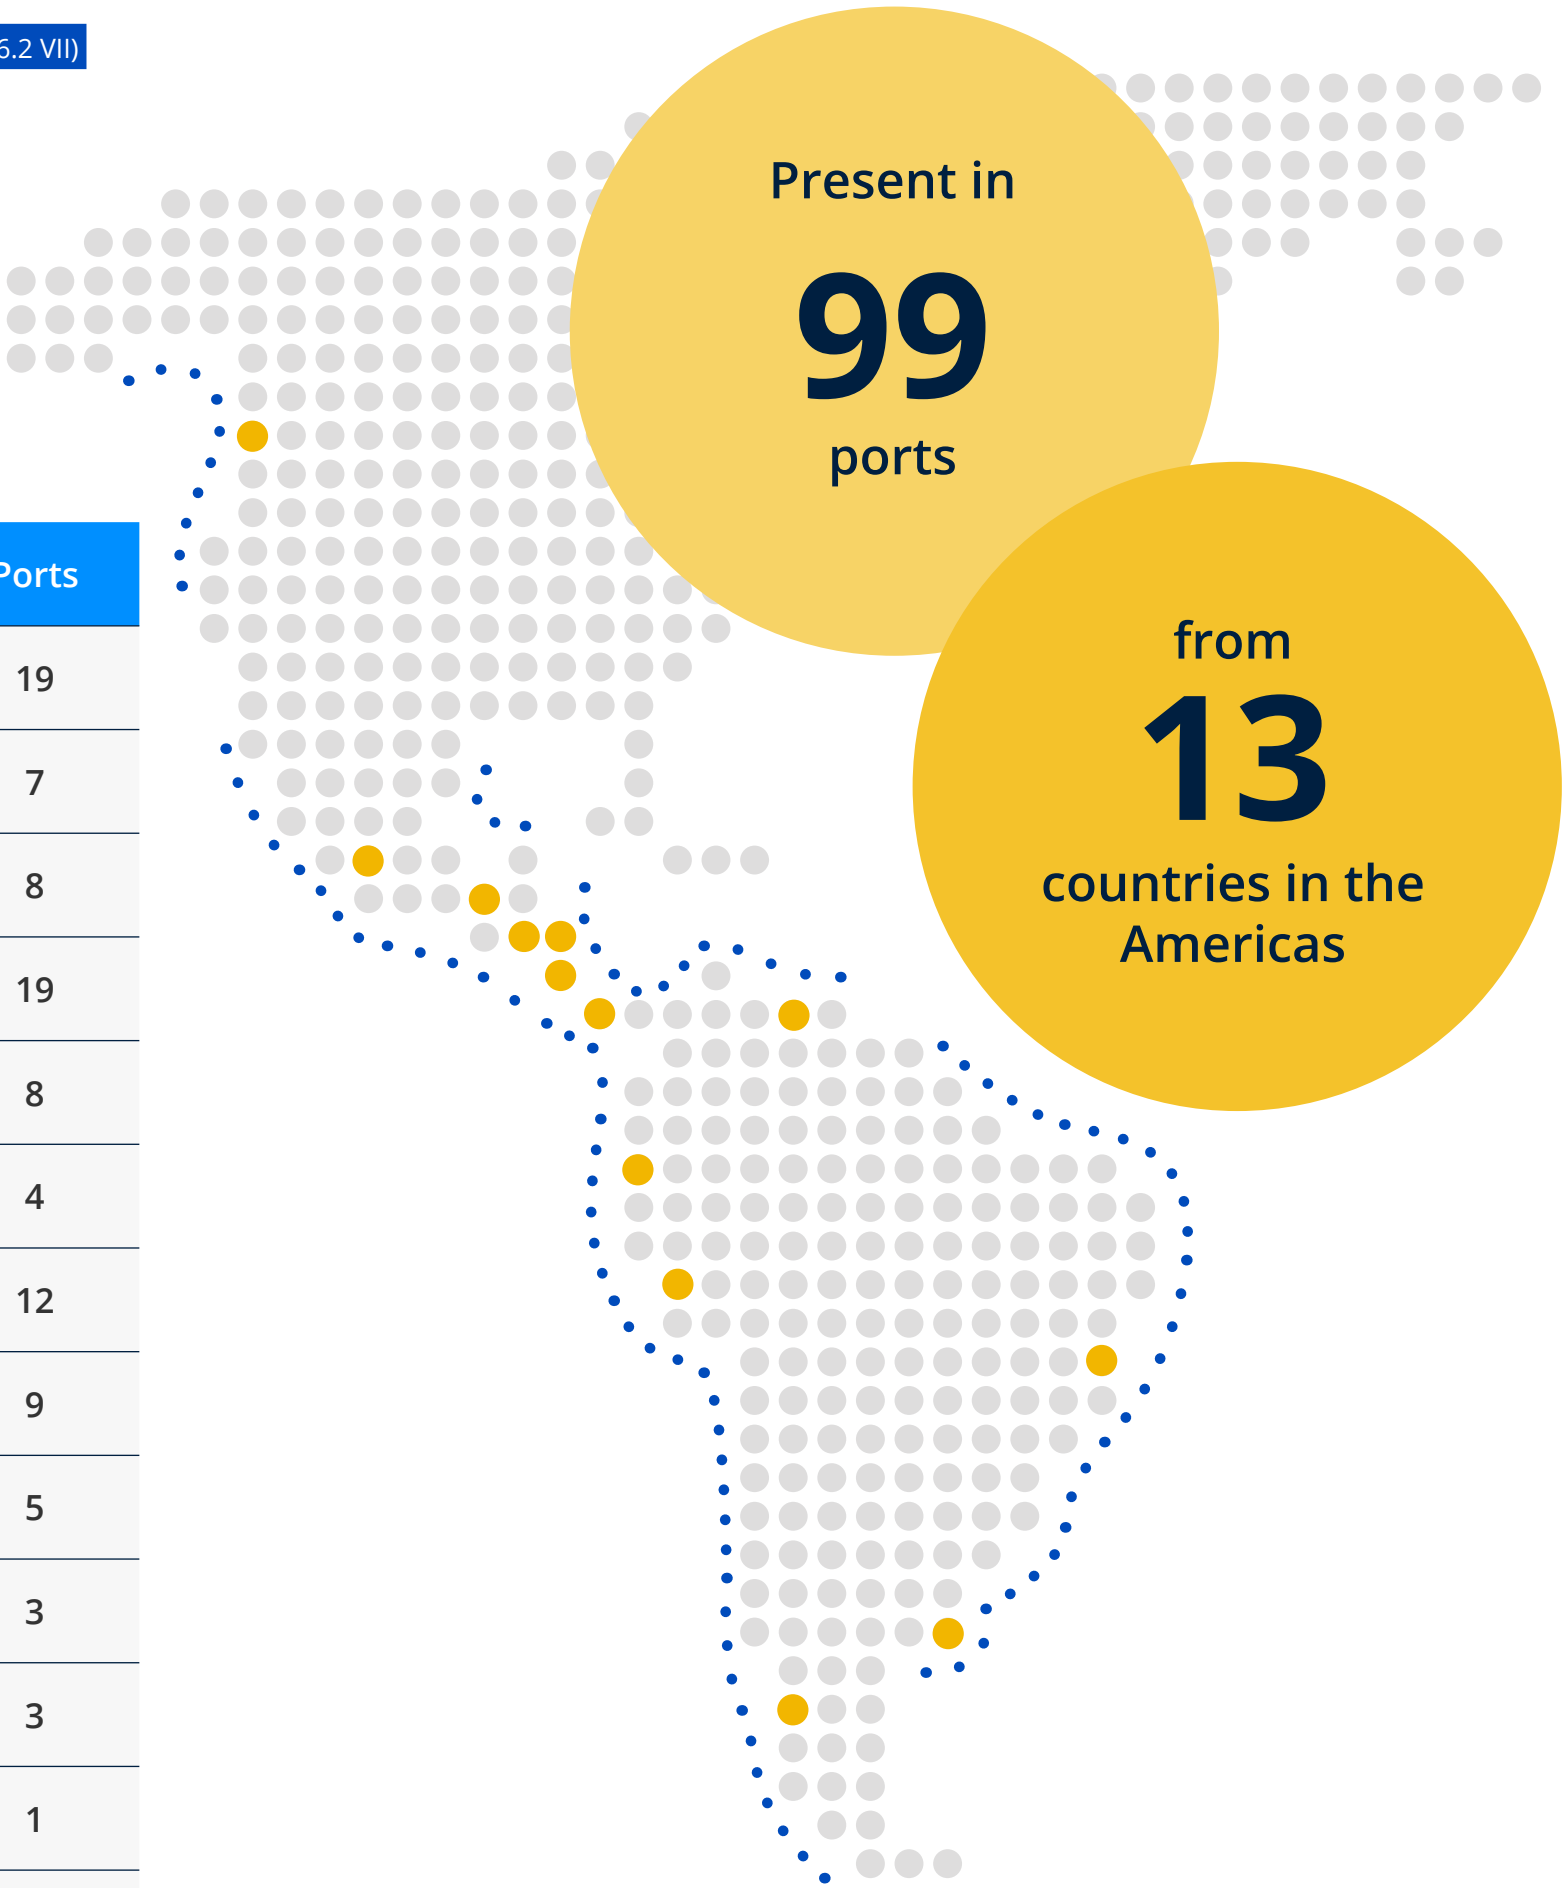 6.2 VII)
Present in
99
ports
from
13
countries in the
Americas
Ports
19
7
8
19
8
4
12
9
5
3
3
1